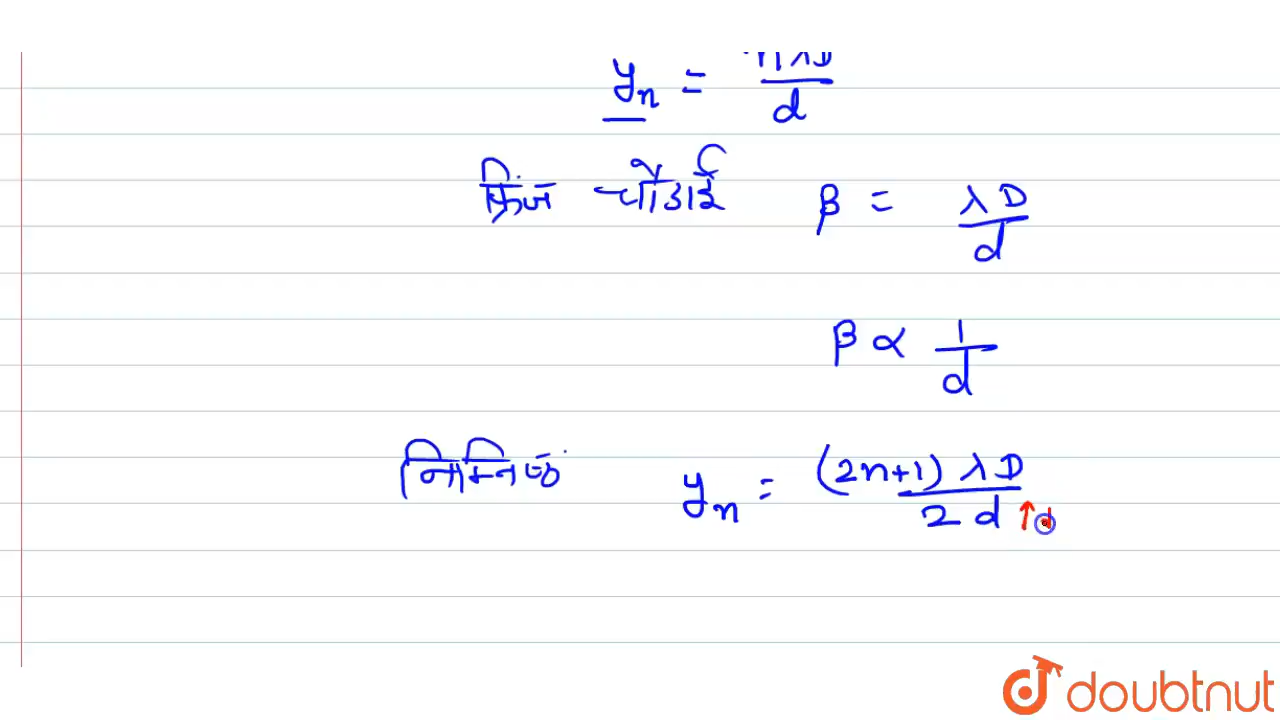 yₙ = nλD/d
फ्रिंज चौड़ाई β = λD/d
β ∝ 1/d
yₙ = (2n+1)λD/2d ↑
doubtnut